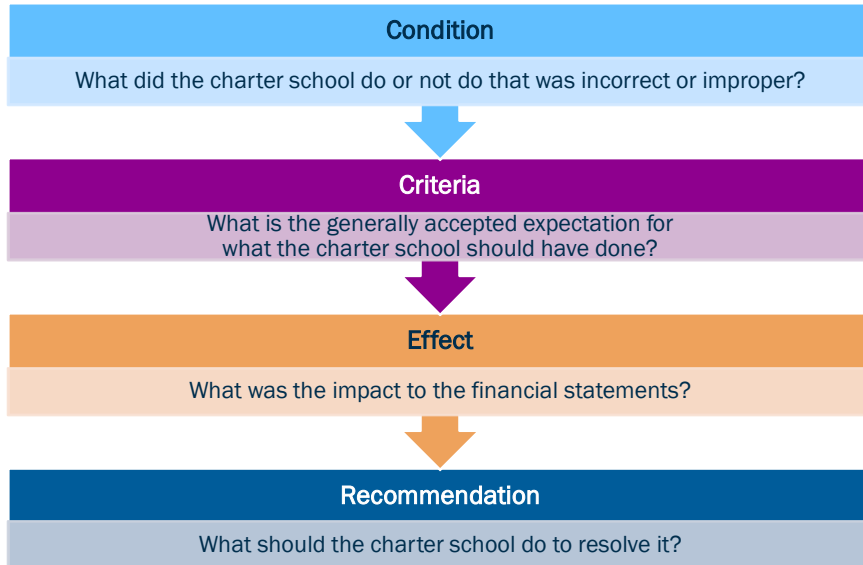 Condition
What did the charter school do or not do that was incorrect or improper?
Criteria
What is the generally accepted expectation for
what the charter school should have done?
Effect
What was the impact to the financial statements?
Recommendation
What should the charter school do to resolve it?